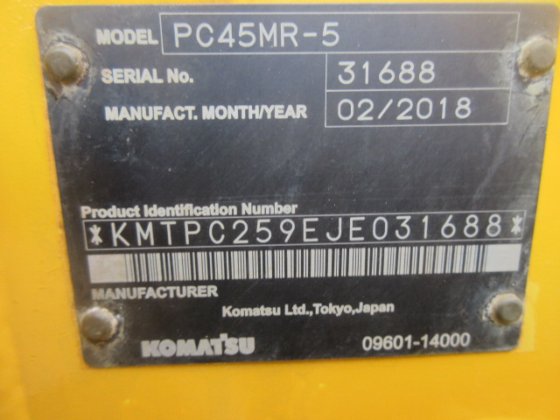 MODEL PC45MR-5
SERIAL No. 31688
MANUFACT. MONTH/YEAR 02/2018
Product Identification Number
*KMTPC259EJE031688*
MANUFACTURER
Komatsu Ltd.,Tokyo,Japan
KOMATSU 09601-14000